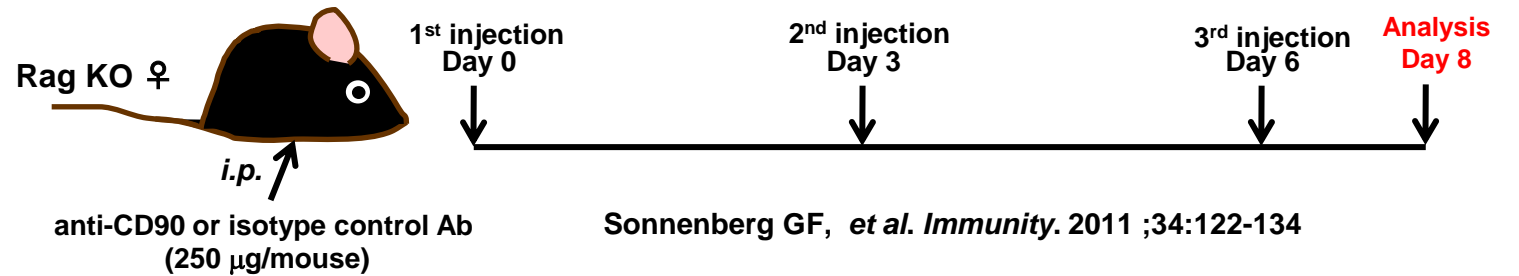 Rag KO ♀
i.p.
anti-CD90 or isotype control Ab
(250 μg/mouse)
1st injection
Day 0
2nd injection
Day 3
3rd injection
Day 6
Analysis
Day 8
Sonnenberg GF, et al. Immunity. 2011 ;34:122-134